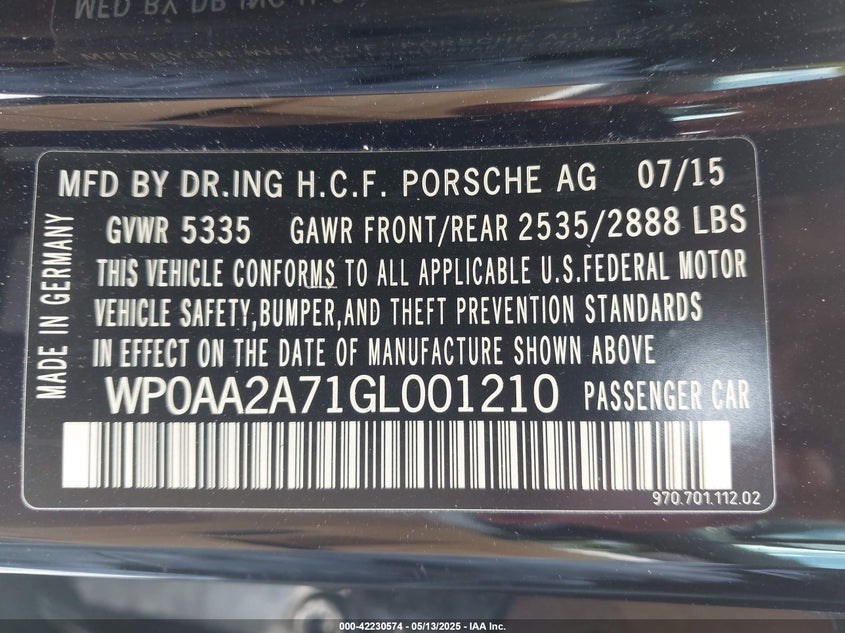 MFD BY DR.ING H.C.F. PORSCHE AG 07/15
GVWR 5335 GAWR FRONT/REAR 2535/2888 LBS
THIS VEHICLE CONFORMS TO ALL APPLICABLE U.S.FEDERAL MOTOR
VEHICLE SAFETY,BUMPER,AND THEFT PREVENTION STANDARDS
IN EFFECT ON THE DATE OF MANUFACTURE SHOWN ABOVE
WP0AA2A71GL001210 PASSENGER CAR
MADE IN GERMANY
970.701.112.02
000-42230574 - 05/13/2025 - IAA Inc.